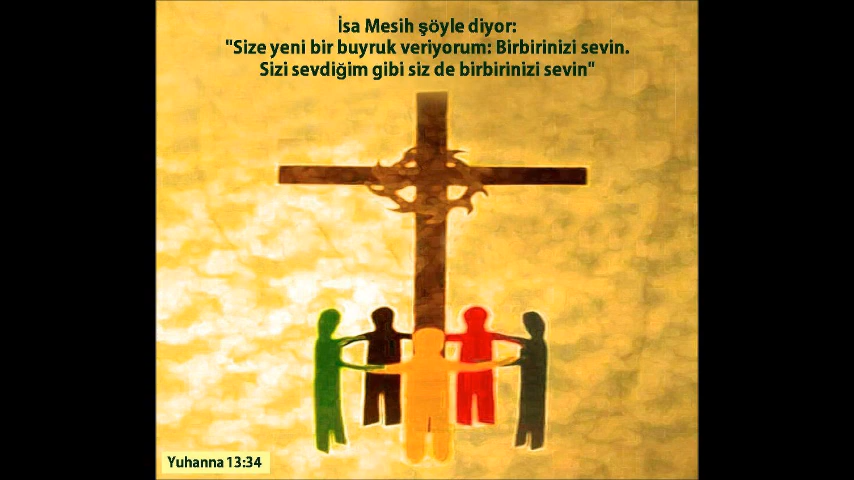 İsa Mesih şöyle diyor:
"Size yeni bir buyruk veriyorum: Birbirinizi sevin.
Sizi sevdiğim gibi siz de birbirinizi sevin"
Yuhanna 13:34